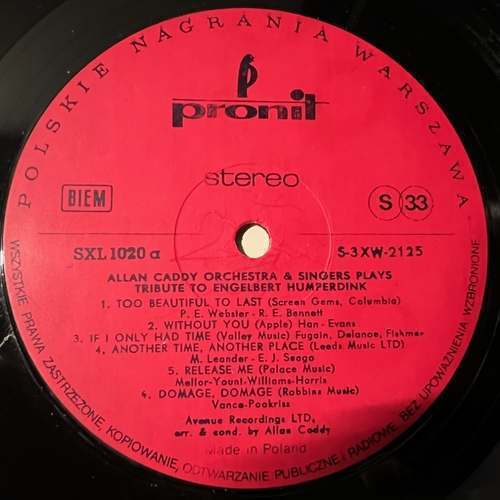 POLSKIE NAGRANIA WARSZAWA
pronit
stereo
BIEM
S 33
SXL 1020 a
S-3XW-2125
ALLAN CADDY ORCHESTRA & SINGERS PLAYS
TRIBUTE TO ENGELBERT HUMPERDINK
1. TOO BEAUTIFUL TO LAST (Screen Gems, Columbia)
P. E. Webster - R. E. Bennett
2. WITHOUT YOU (Apple) Han - Evans
3. IF I ONLY HAD TIME (Valley Music) Fugain, Delanoe, Fishman
4. ANOTHER TIME, ANOTHER PLACE (Leeds Music LTD)
M. Leander - E. J. Seago
5. RELEASE ME (Palace Music)
Mellor-Yount-Williams-Harris
6. DOMAGE, DOMAGE (Robbins Music)
Vance-Pockriss
Avenue Recordings LTD,
arr. & cond. by Allan Caddy
Made in Poland
WSZYSTKIE PRAWA ZASTRZEŻONE, KOPIOWANIE, ODTWARZANIE PUBLICZNE I RADIOWE BEZ UPOWAŻNIENIA WZBRONIONE